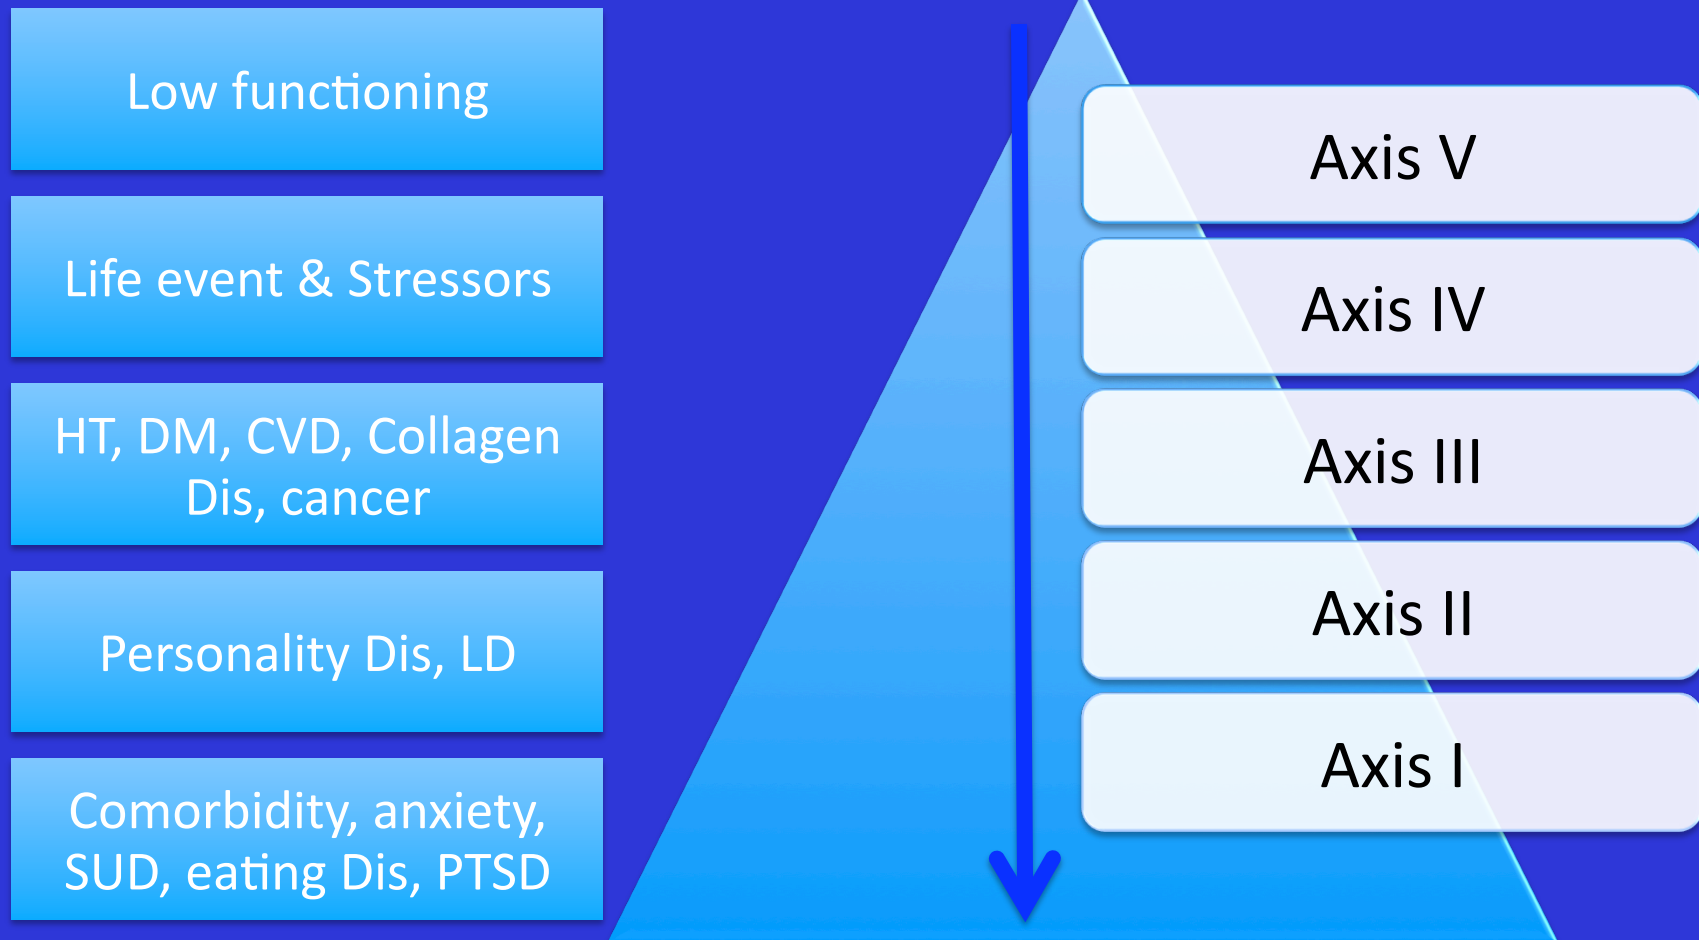 Low functioning
Life event & Stressors
HT, DM, CVD, Collagen
Dis, cancer
Personality Dis, LD
Comorbidity, anxiety,
SUD, eating Dis, PTSD
Axis V
Axis IV
Axis III
Axis II
Axis I